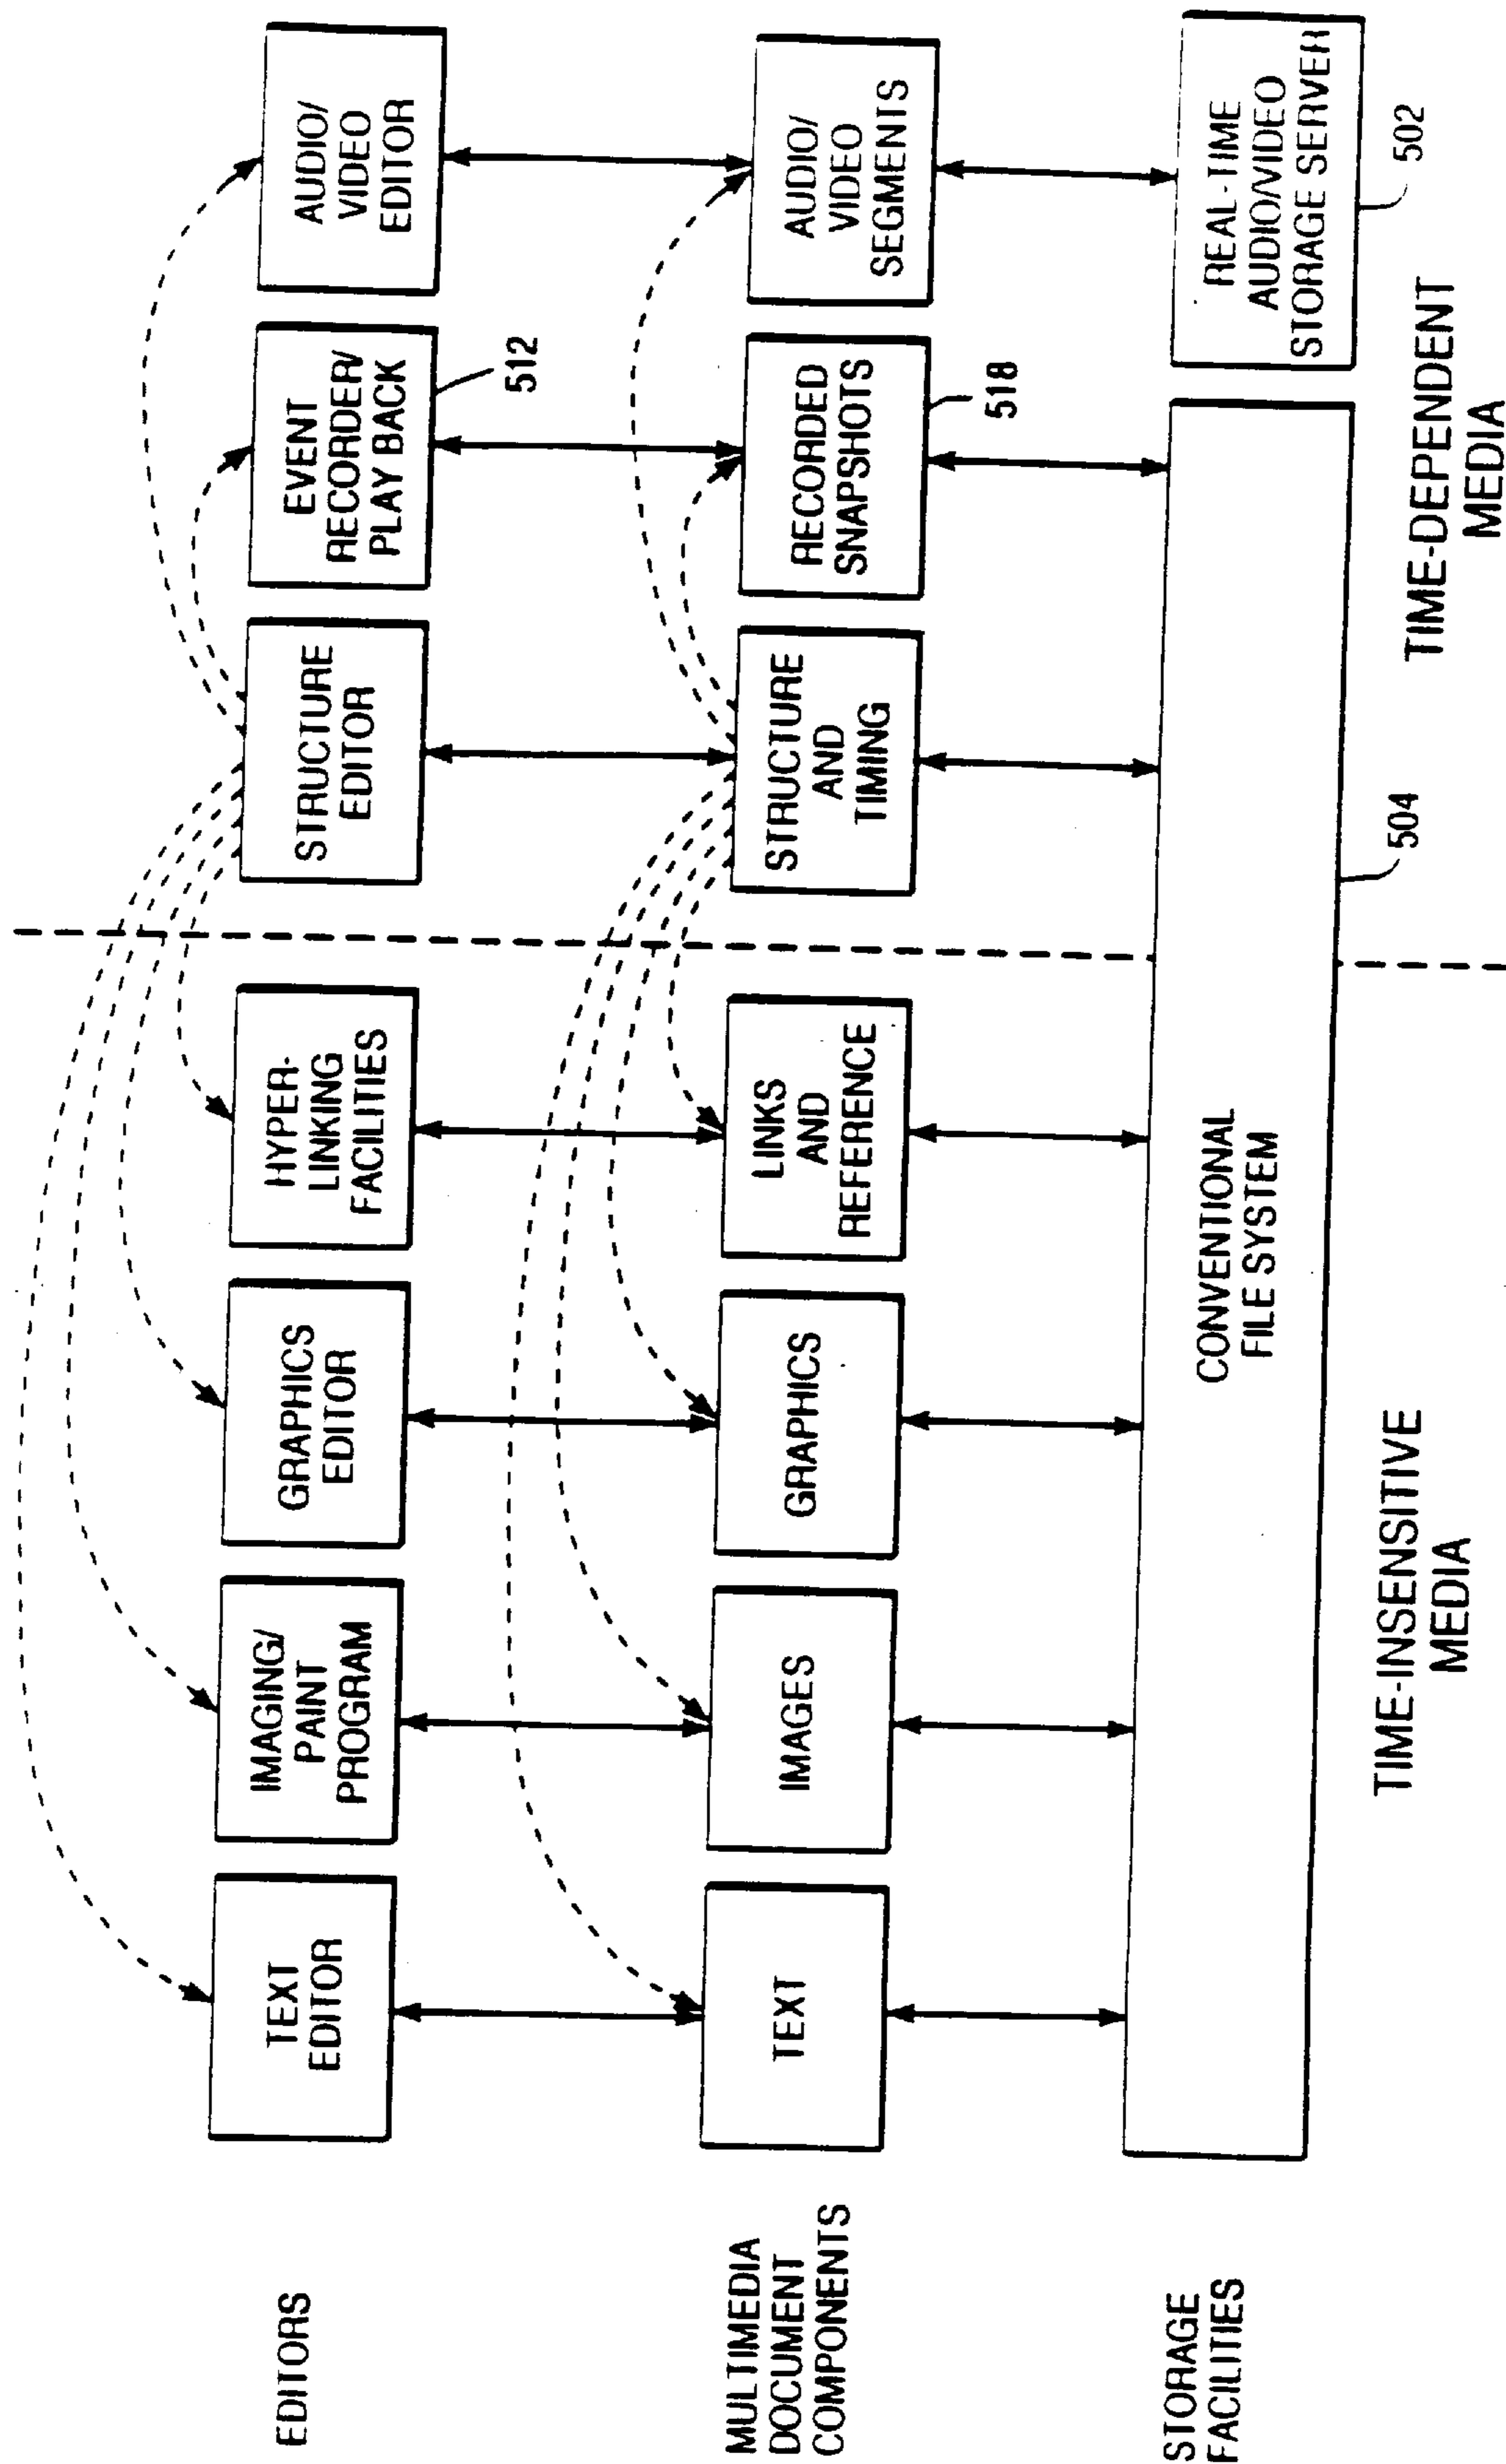 EDITORS
TEXT
EDITOR
IMAGING/
PAINT
PROGRAM
GRAPHICS
EDITOR
HYPER-
LINKING
FACILITIES
STRUCTURE
EDITOR
EVENT
RECORDER/
PLAY BACK
512
AUDIO/
VIDEO
EDITOR
MULTIMEDIA
DOCUMENT
COMPONENTS
TEXT
IMAGES
GRAPHICS
LINKS
AND
REFERENCE
STRUCTURE
AND
TIMING
RECORDED
SNAPSHOTS
518
AUDIO/
VIDEO
SEGMENTS
STORAGE
FACILITIES
CONVENTIONAL
FILE SYSTEM
504
REAL-TIME
AUDIO/VIDEO
STORAGE SERVER
502
TIME-INSENSITIVE
MEDIA
TIME-DEPENDENT
MEDIA